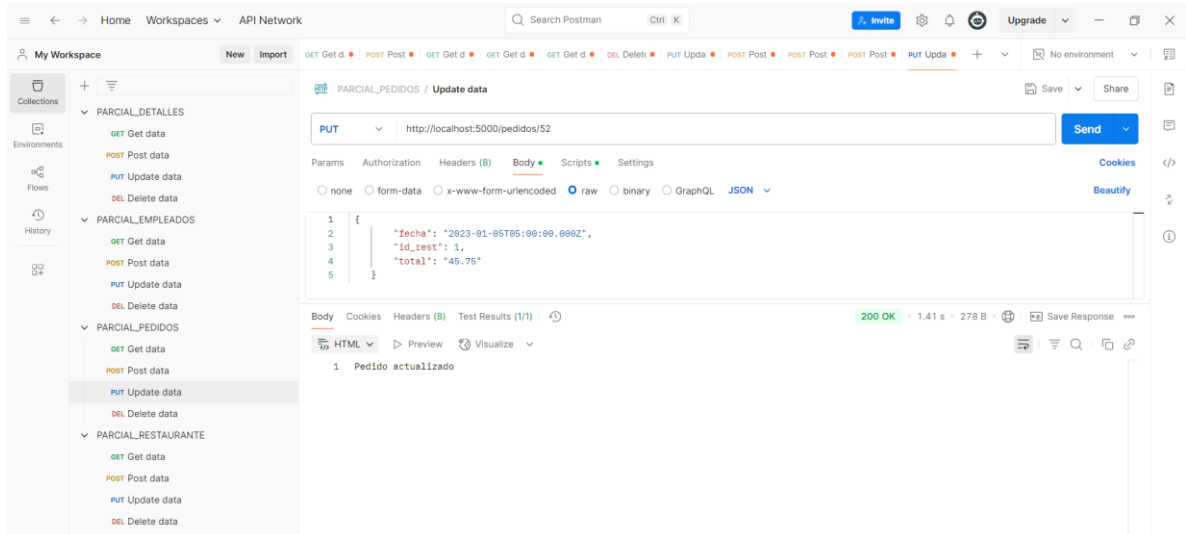 Home Workspaces API Network Search Postman Ctrl K Invite Upgrade
My Workspace New Import GET Get d. POST Post GET Get d GET Get d GET Get d DEL Delete PUT Upda POST Post POST Post POST Post PUT Upda No environment
Collections
Environments
Flows
History
PARCIAL_DETALLES
GET Get data
POST Post data
PUT Update data
DEL Delete data
PARCIAL_EMPLEADOS
GET Get data
POST Post data
PUT Update data
DEL Delete data
PARCIAL_PEDIDOS
GET Get data
POST Post data
PUT Update data
DEL Delete data
PARCIAL_RESTAURANTE
GET Get data
POST Post data
PUT Update data
DEL Delete data
HTTP PARCIAL_PEDIDOS / Update data Save Share
PUT http://localhost:5000/pedidos/52 Send
Params Authorization Headers (8) Body Scripts Settings Cookies
none form-data x-www-form-urlencoded raw binary GraphQL JSON Beautify
1 {
2 "fecha": "2023-01-05T05:00:00.000Z",
3 "id_rest": 1,
4 "total": "45.75"
5 }
Body Cookies Headers (8) Test Results (1/1) 200 OK 1.41 s 278 B Save Response
HTML Preview Visualize
1 Pedido actualizado